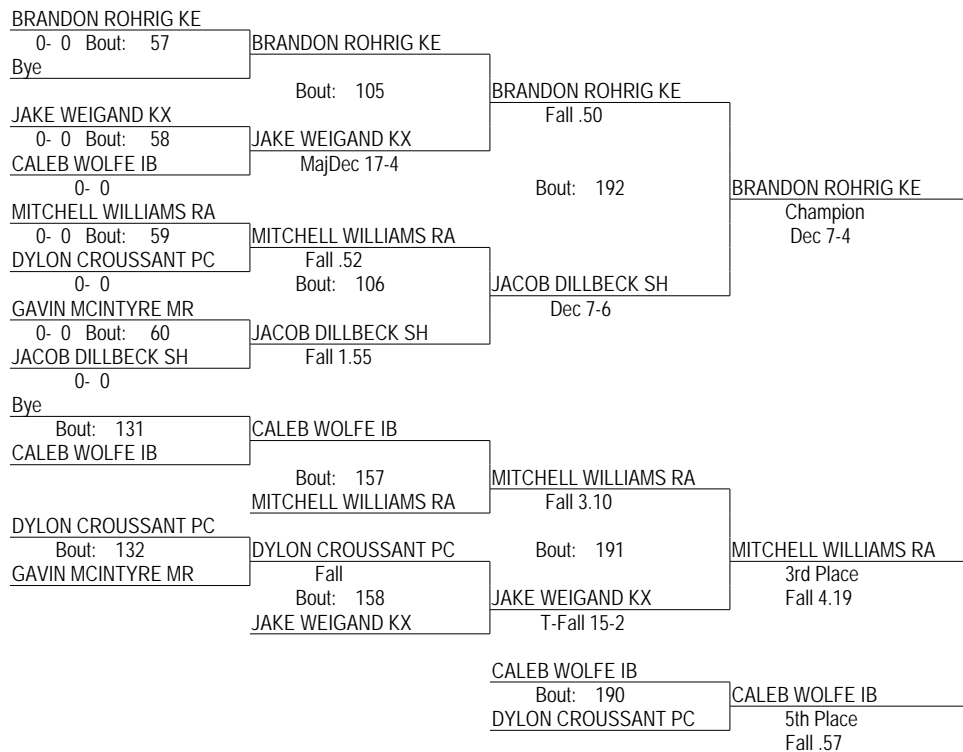 BRANDON ROHRIG KE
0- 0 Bout: 57
BRANDON ROHRIG KE
Bye
Bout: 105
BRANDON ROHRIG KE
JAKE WEIGAND KX
Fall .50
0- 0 Bout: 58
JAKE WEIGAND KX
CALEB WOLFE IB
MajDec 17-4
0- 0
Bout: 192
BRANDON ROHRIG KE
MITCHELL WILLIAMS RA
Champion
0- 0 Bout: 59
MITCHELL WILLIAMS RA
Dec 7-4
DYLON CROUSSANT PC
Fall .52
0- 0
Bout: 106
JACOB DILLBECK SH
GAVIN MCINTYRE MR
Dec 7-6
0- 0 Bout: 60
JACOB DILLBECK SH
JACOB DILLBECK SH
Fall 1.55
0- 0
Bye
Bout: 131
CALEB WOLFE IB
CALEB WOLFE IB
Bout: 157
MITCHELL WILLIAMS RA
MITCHELL WILLIAMS RA
Fall 3.10
DYLON CROUSSANT PC
Bout: 132
DYLON CROUSSANT PC
Bout: 191
MITCHELL WILLIAMS RA
GAVIN MCINTYRE MR
Fall
3rd Place
Bout: 158
JAKE WEIGAND KX
Fall 4.19
JAKE WEIGAND KX
T-Fall 15-2
CALEB WOLFE IB
Bout: 190
CALEB WOLFE IB
DYLON CROUSSANT PC
5th Place
Fall .57